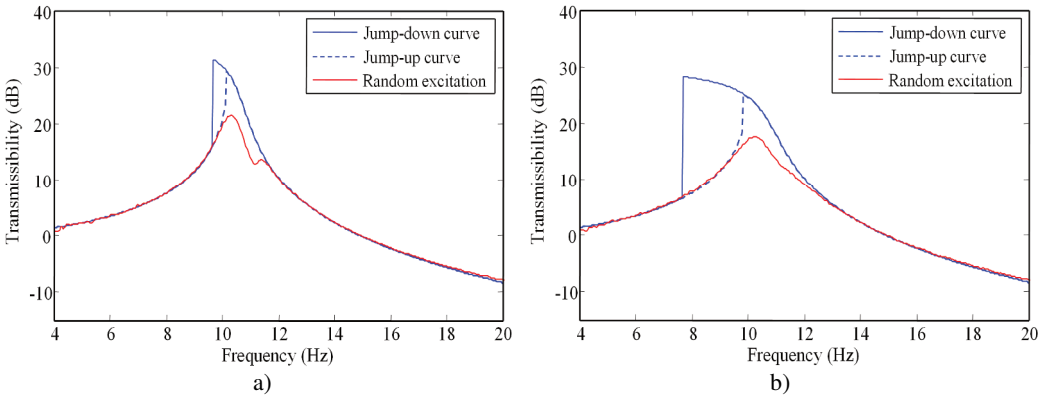 40
30
20
10
0
-10
4 6 8 10 12 14 16 18 20
Transmissibility (dB)
Frequency (Hz)
Jump-down curve
Jump-up curve
Random excitation
a)
40
30
20
10
0
-10
4 6 8 10 12 14 16 18 20
Transmissibility (dB)
Frequency (Hz)
Jump-down curve
Jump-up curve
Random excitation
b)